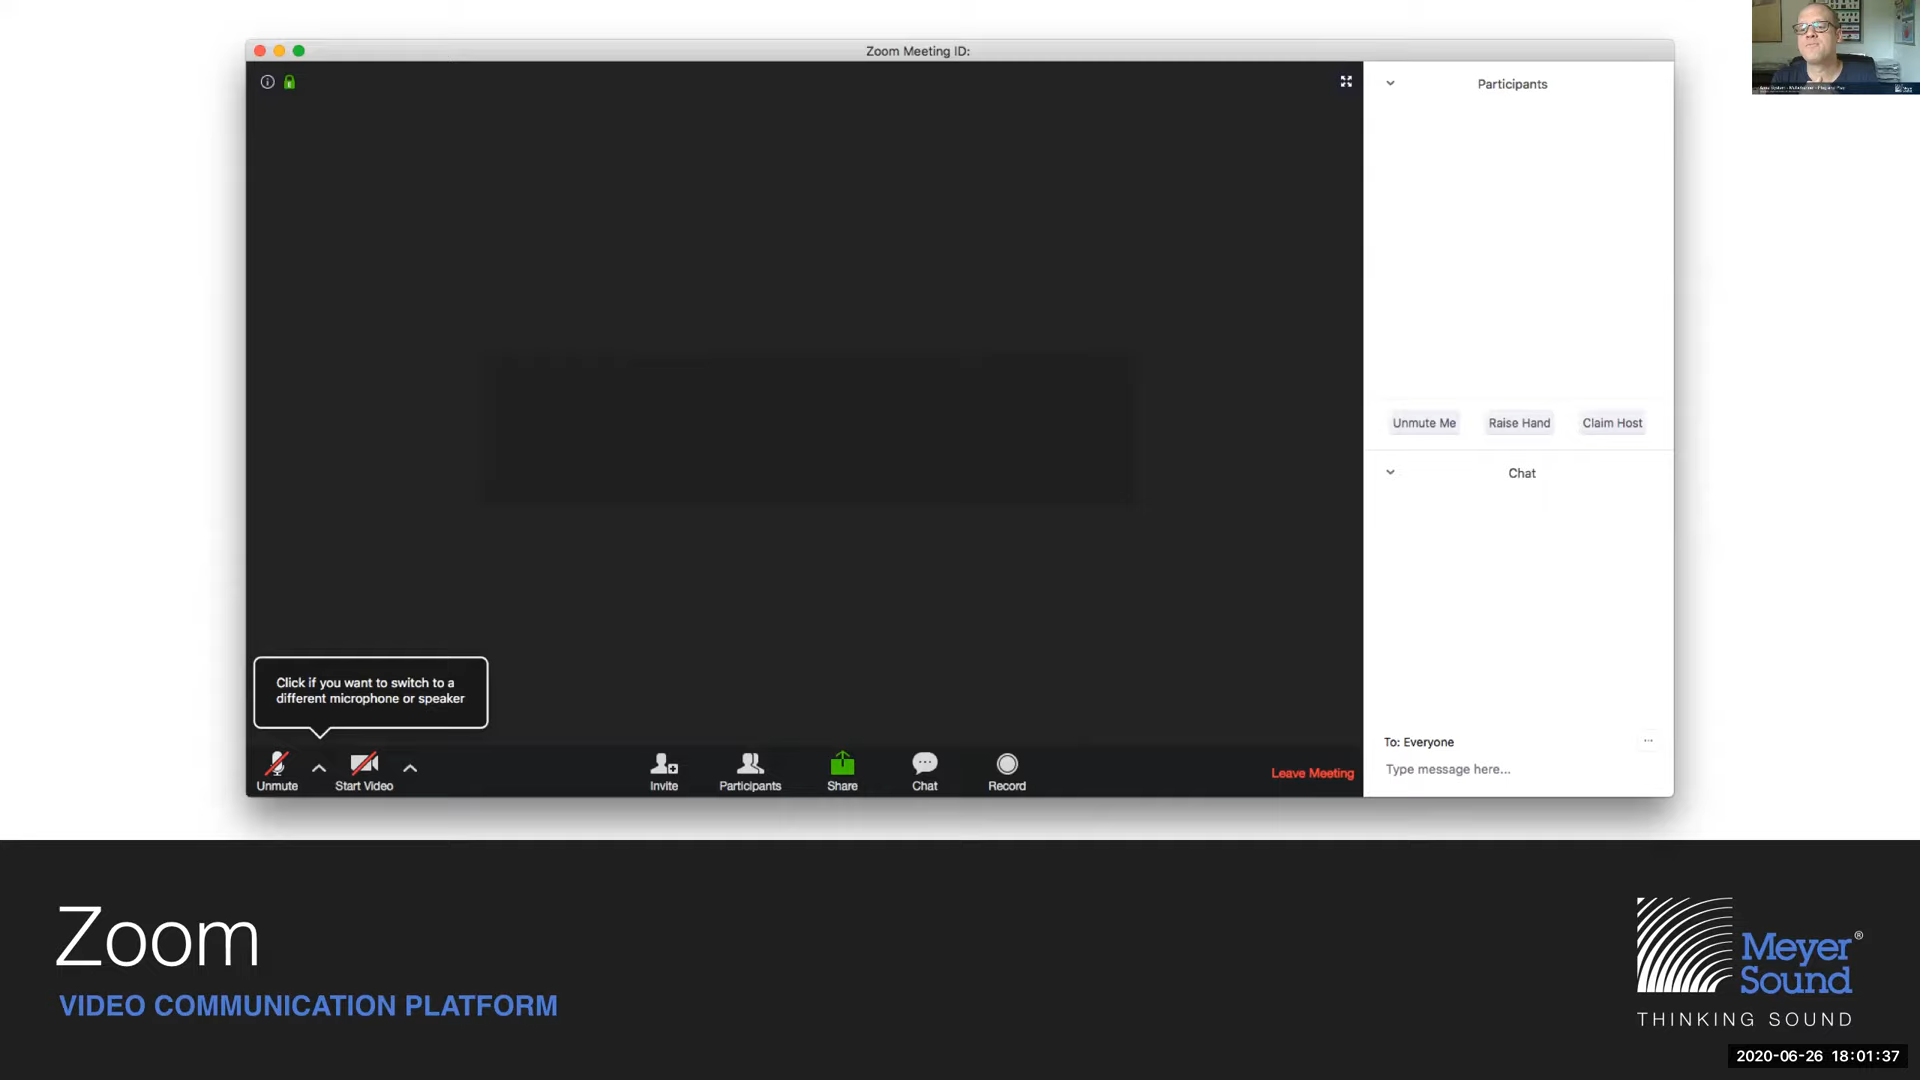 Zoom Meeting ID:
Participants
Unmute Me
Raise Hand
Claim Host
Chat
Click if you want to switch to a
different microphone or speaker
To: Everyone
Type message here...
Unmute
Start Video
Invite
Participants
Share
Chat
Record
Leave Meeting
Zoom
VIDEO COMMUNICATION PLATFORM
Meyer®
Sound
THINKING SOUND
2020-06-26 18:01:37